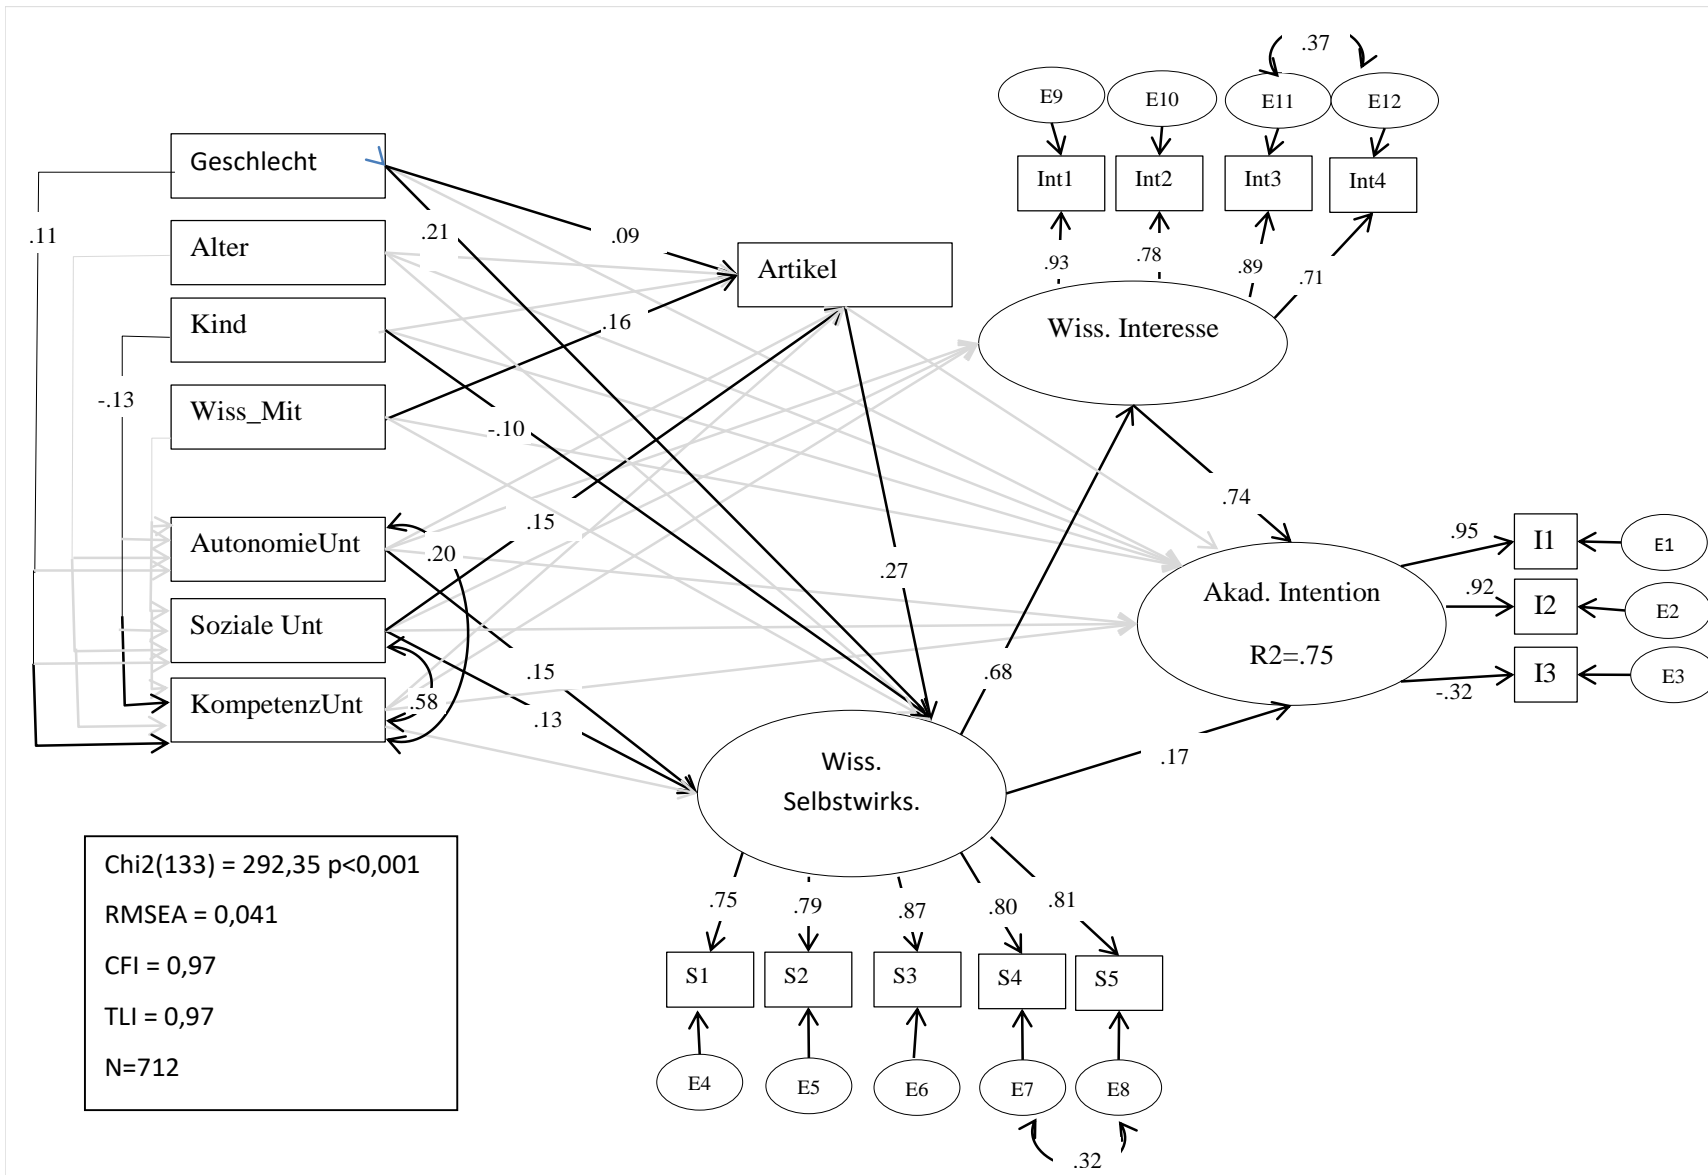 .37
E9
E10
E11
E12
Geschlecht
Int1
Int2
Int3
Int4
.11
Alter
.21
.09
Artikel
.93
.78
.89
.71
Kind
.16
Wiss. Interesse
-.13
Wiss_Mit
-.10
.74
.15
.95
I1
E1
AutonomieUnt
.20
.27
Akad. Intention
.92
I2
E2
Soziale Unt
R2=.75
.15
.68
-.32
I3
E3
KompetenzUnt
.58
.13
.17
Wiss.
Selbstwirks.
Chi2(133) = 292,35 p<0,001
RMSEA = 0,041
CFI = 0,97
TLI = 0,97
N=712
.75
.79
.87
.80
.81
S1
S2
S3
S4
S5
E4
E5
E6
E7
E8
.32